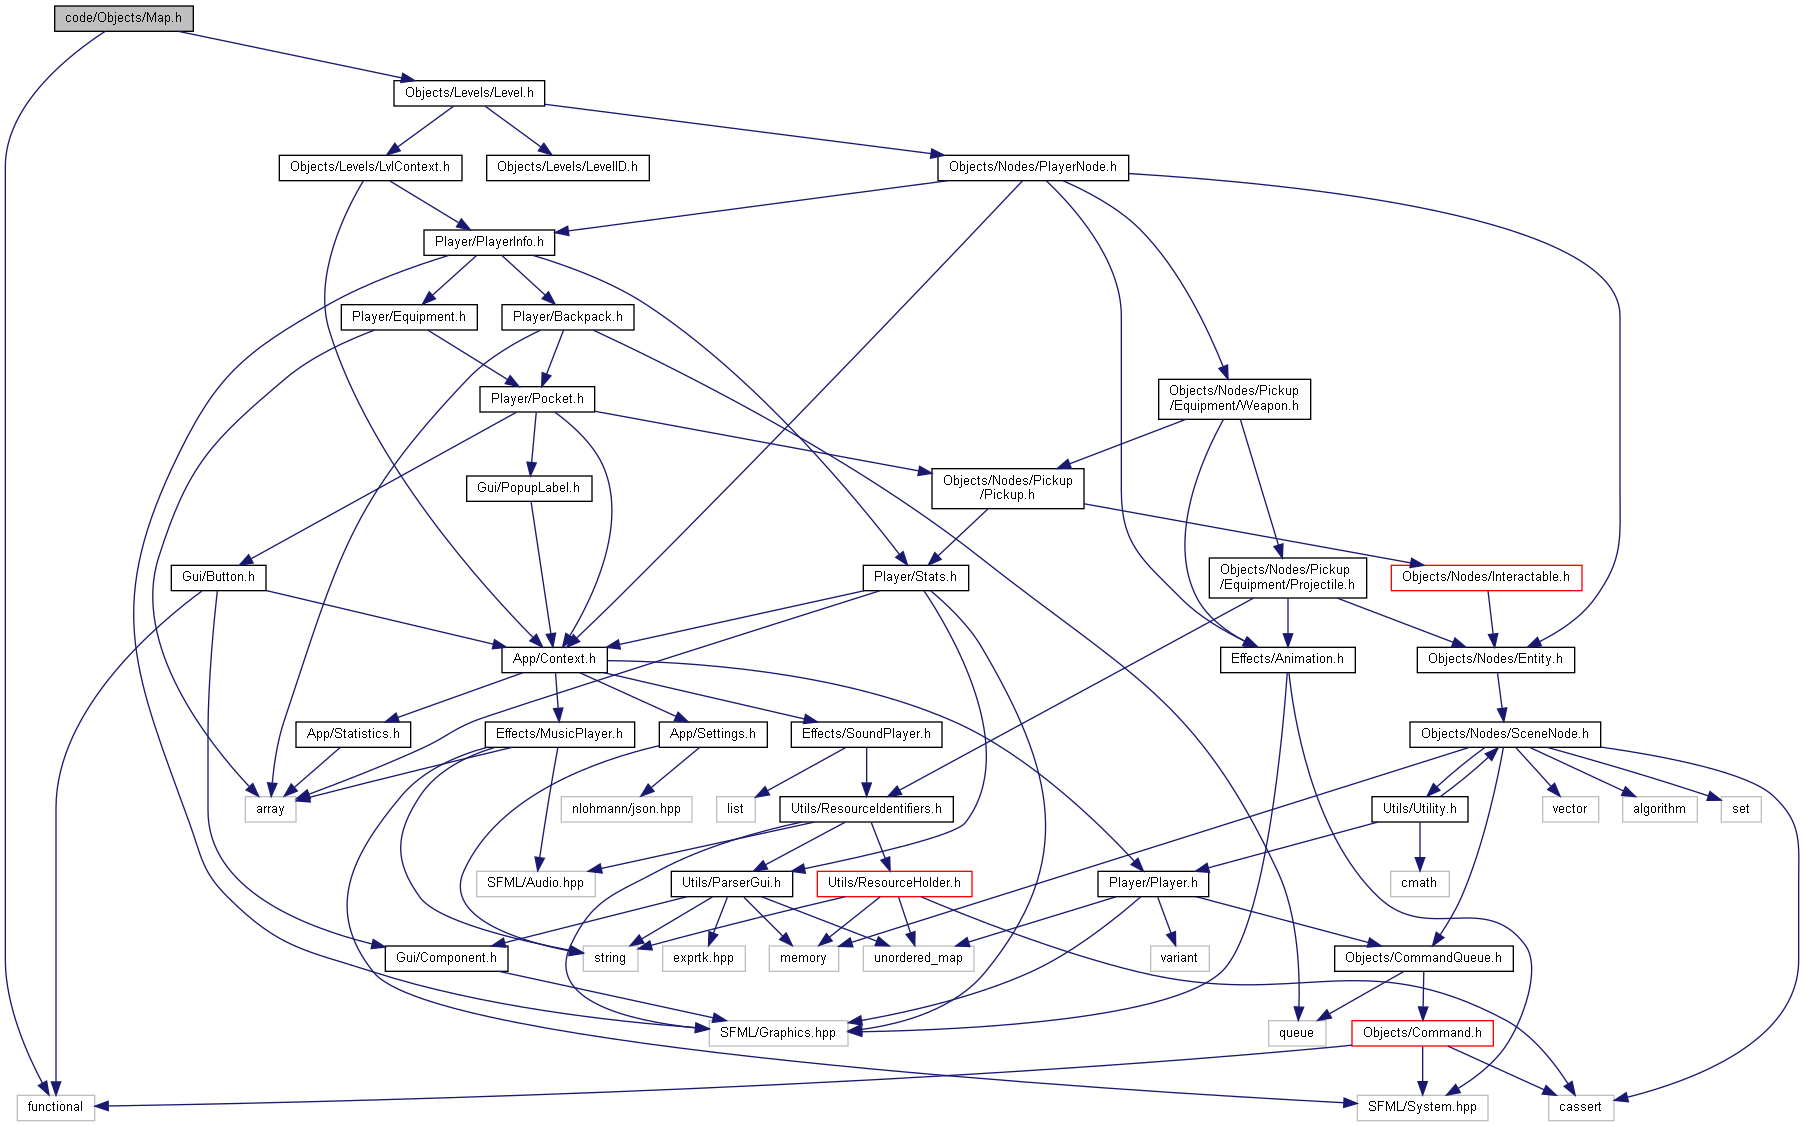 code/Objects/Map.h
Objects/Levels/Level.h
Objects/Levels/LvlContext.h
Objects/Levels/LevelID.h
Objects/Nodes/PlayerNode.h
Player/PlayerInfo.h
Player/Equipment.h
Player/Backpack.h
Player/Pocket.h
Objects/Nodes/Pickup
/Equipment/Weapon.h
Gui/PopupLabel.h
Objects/Nodes/Pickup
/Pickup.h
Gui/Button.h
Player/Stats.h
Objects/Nodes/Pickup
/Equipment/Projectile.h
Objects/Nodes/Interactable.h
App/Context.h
Effects/Animation.h
Objects/Nodes/Entity.h
App/Statistics.h
Effects/MusicPlayer.h
App/Settings.h
Effects/SoundPlayer.h
Objects/Nodes/SceneNode.h
array
nlohmann/json.hpp
list
Utils/ResourceIdentifiers.h
Utils/Utility.h
vector
algorithm
set
SFML/Audio.hpp
Utils/ParserGui.h
Utils/ResourceHolder.h
Player/Player.h
cmath
Gui/Component.h
string
exprtk.hpp
memory
unordered_map
variant
Objects/CommandQueue.h
SFML/Graphics.hpp
queue
Objects/Command.h
functional
SFML/System.hpp
cassert